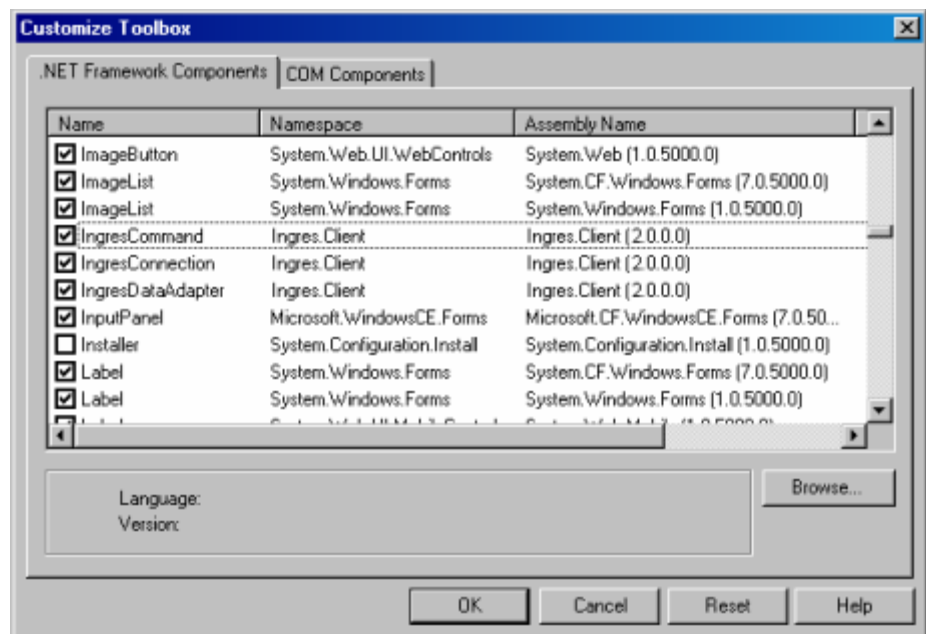 Customize Toolbox
.NET Framework Components COM Components
Name Namespace Assembly Name
ImageButton System.Web.UI.WebControls System.Web (1.0.5000.0)
ImageList System.Windows.Forms System.CF.Windows.Forms (7.0.5000.0)
ImageList System.Windows.Forms System.Windows.Forms (1.0.5000.0)
IngresCommand Ingres.Client Ingres.Client (2.0.0.0)
IngresConnection Ingres.Client Ingres.Client (2.0.0.0)
IngresDataAdapter Ingres.Client Ingres.Client (2.0.0.0)
InputPanel Microsoft.WindowsCE.Forms Microsoft.CF.WindowsCE.Forms (7.0.50...
Installer System.Configuration.Install System.Configuration.Install (1.0.5000.0)
Label System.Windows.Forms System.CF.Windows.Forms (7.0.5000.0)
Label System.Windows.Forms System.Windows.Forms (1.0.5000.0)
Browse...
Language:
Version:
OK Cancel Reset Help